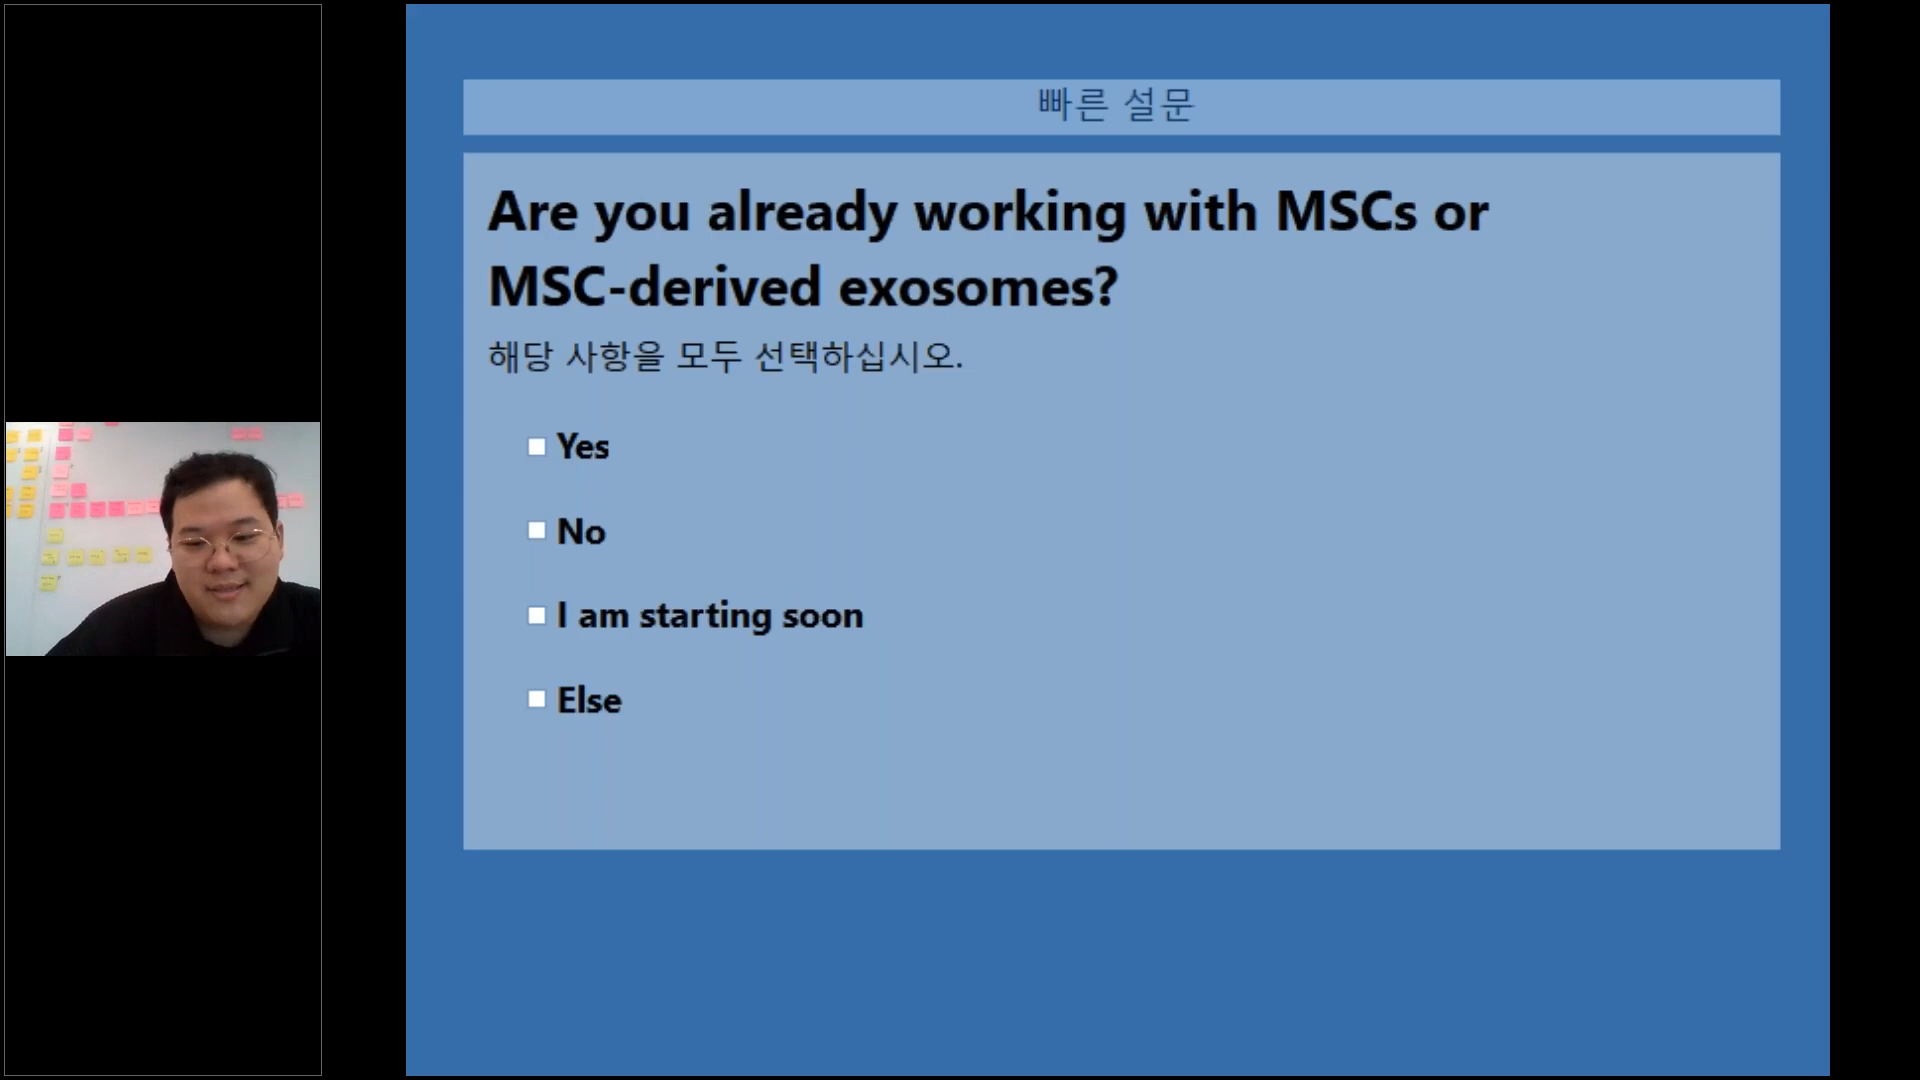 빠른 설문
Are you already working with MSCs or
MSC-derived exosomes?
해당 사항을 모두 선택하십시오.
Yes
No
I am starting soon
Else